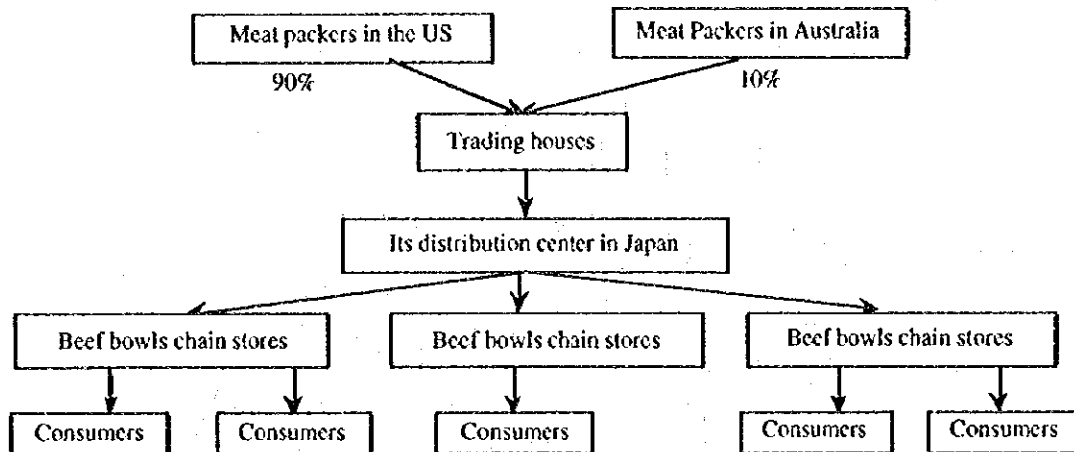 Meat packers in the US
Meat Packers in Australia
90%
10%
Trading houses
Its distribution center in Japan
Beef bowls chain stores
Beef bowls chain stores
Beef bowls chain stores
Consumers
Consumers
Consumers
Consumers
Consumers